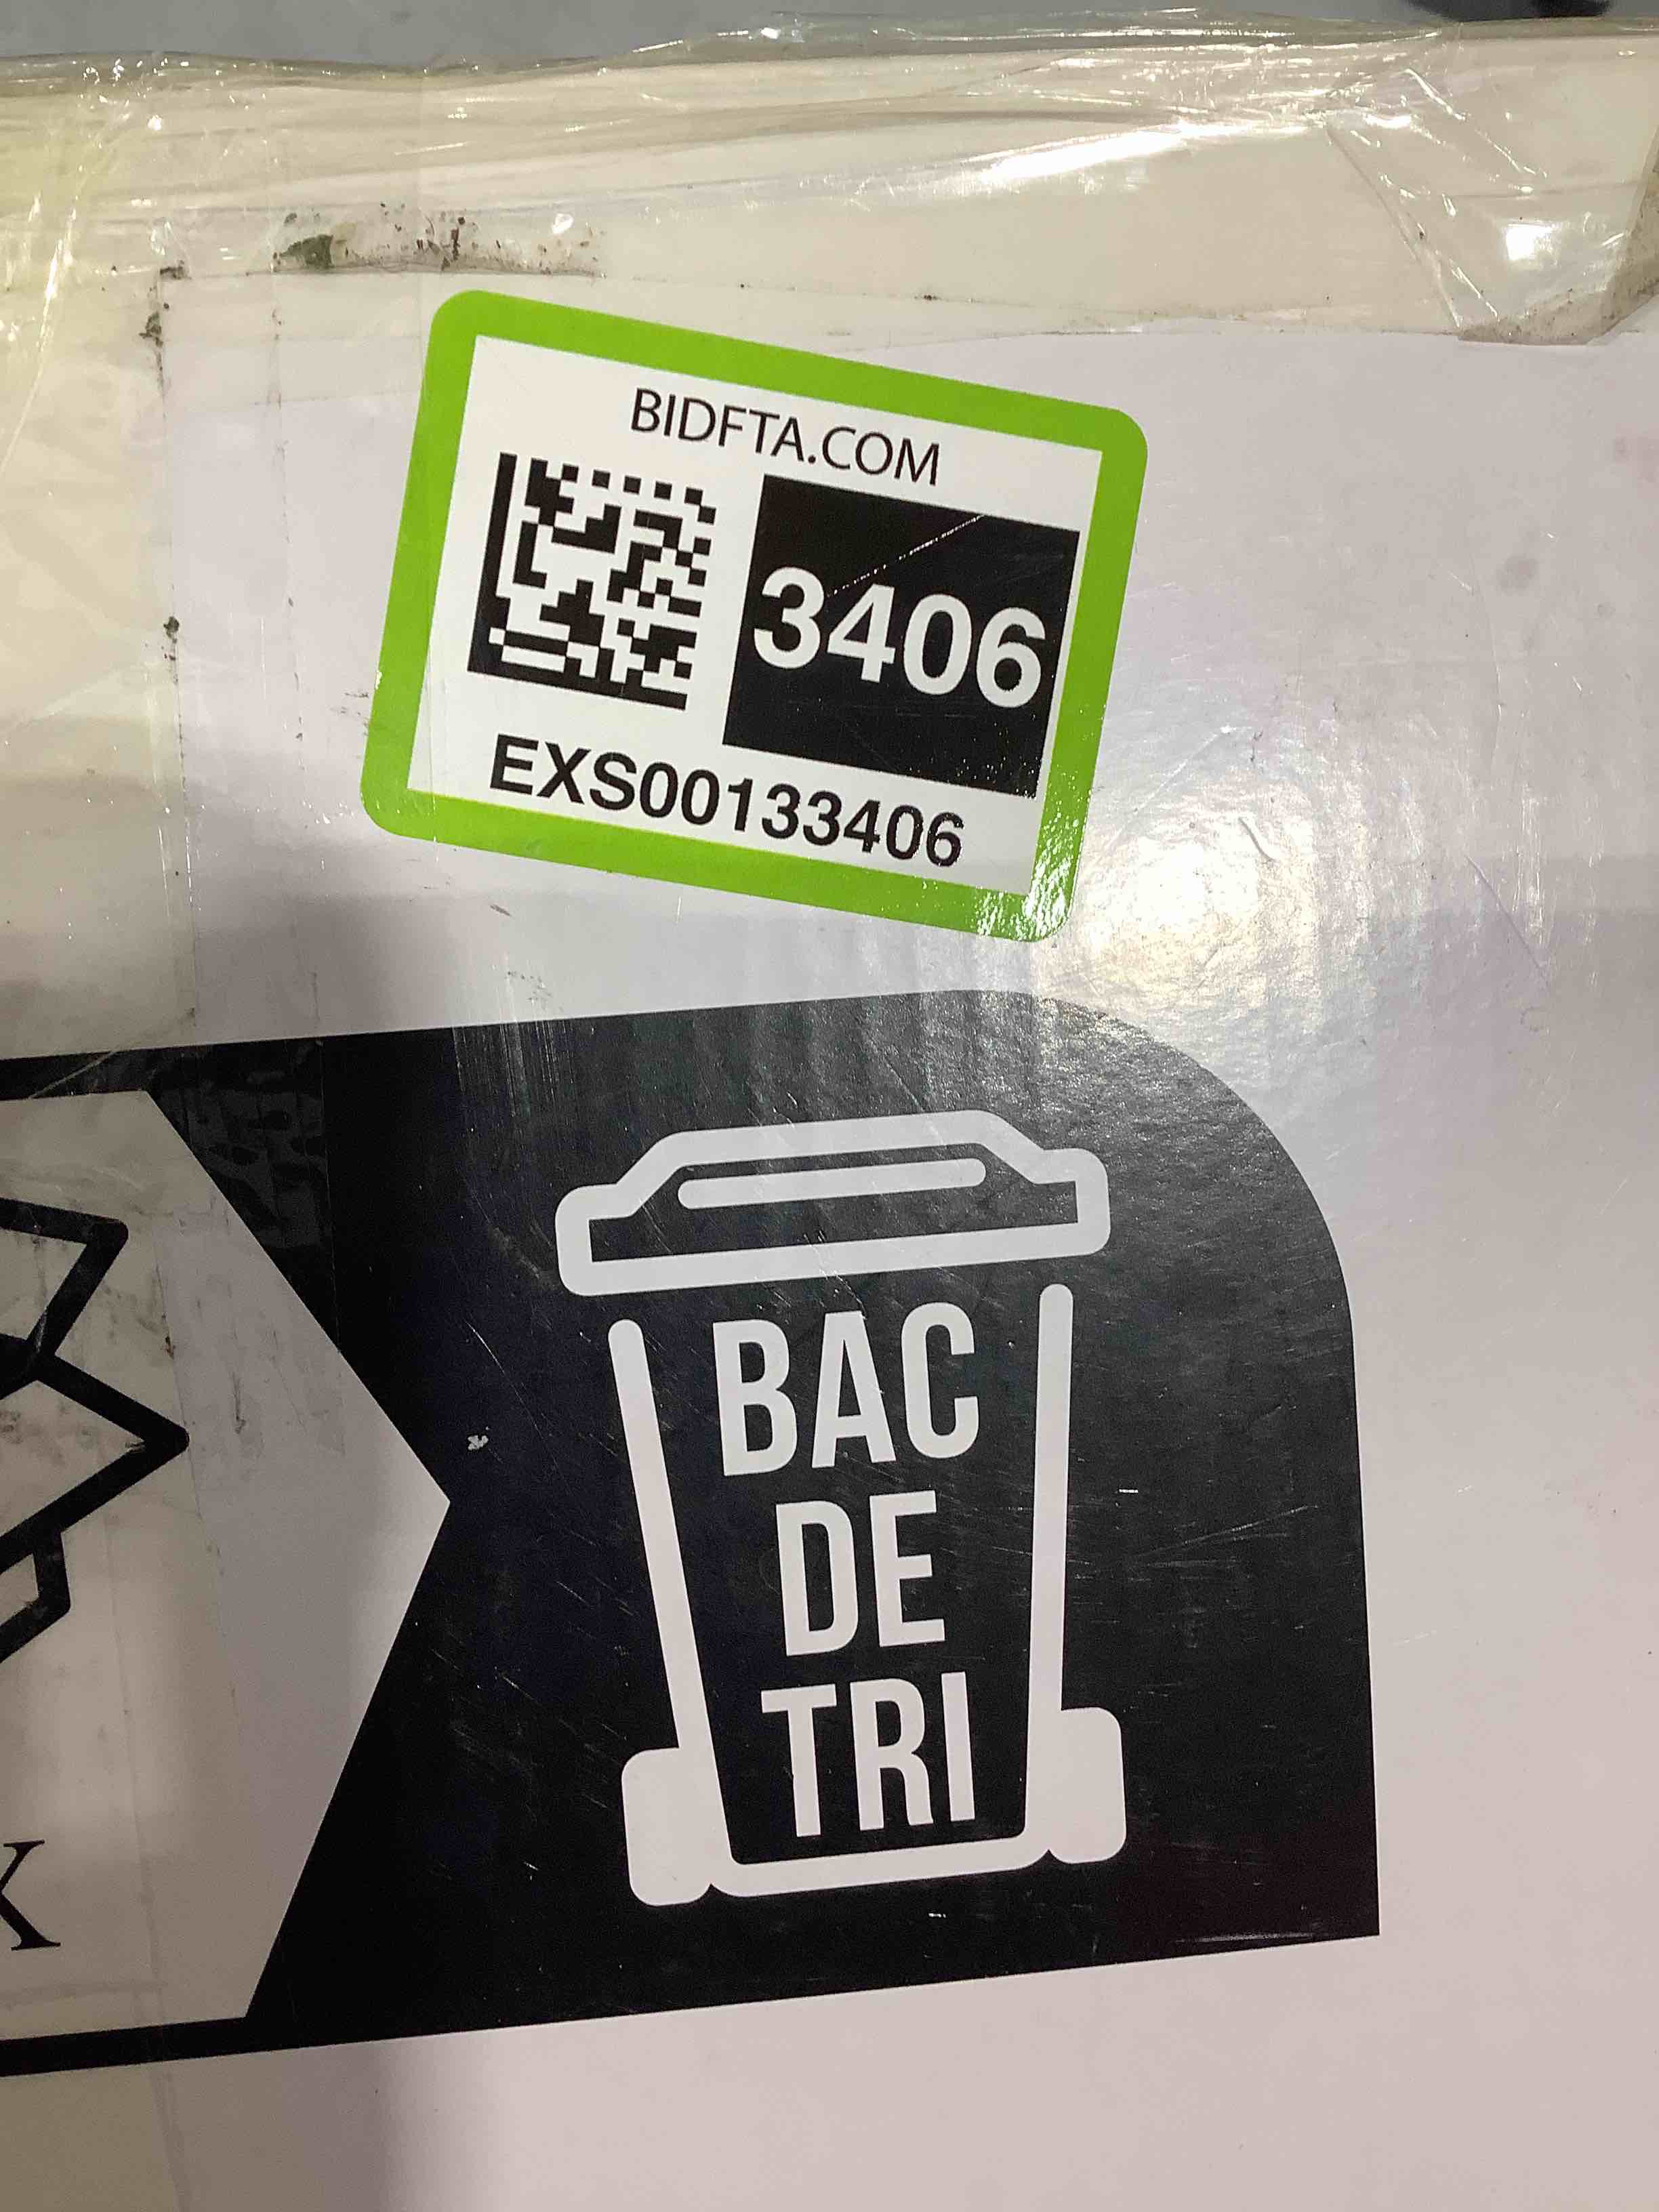 BIDFTA.COM
3406
EXS00133406
BAC
DE
TRI
X